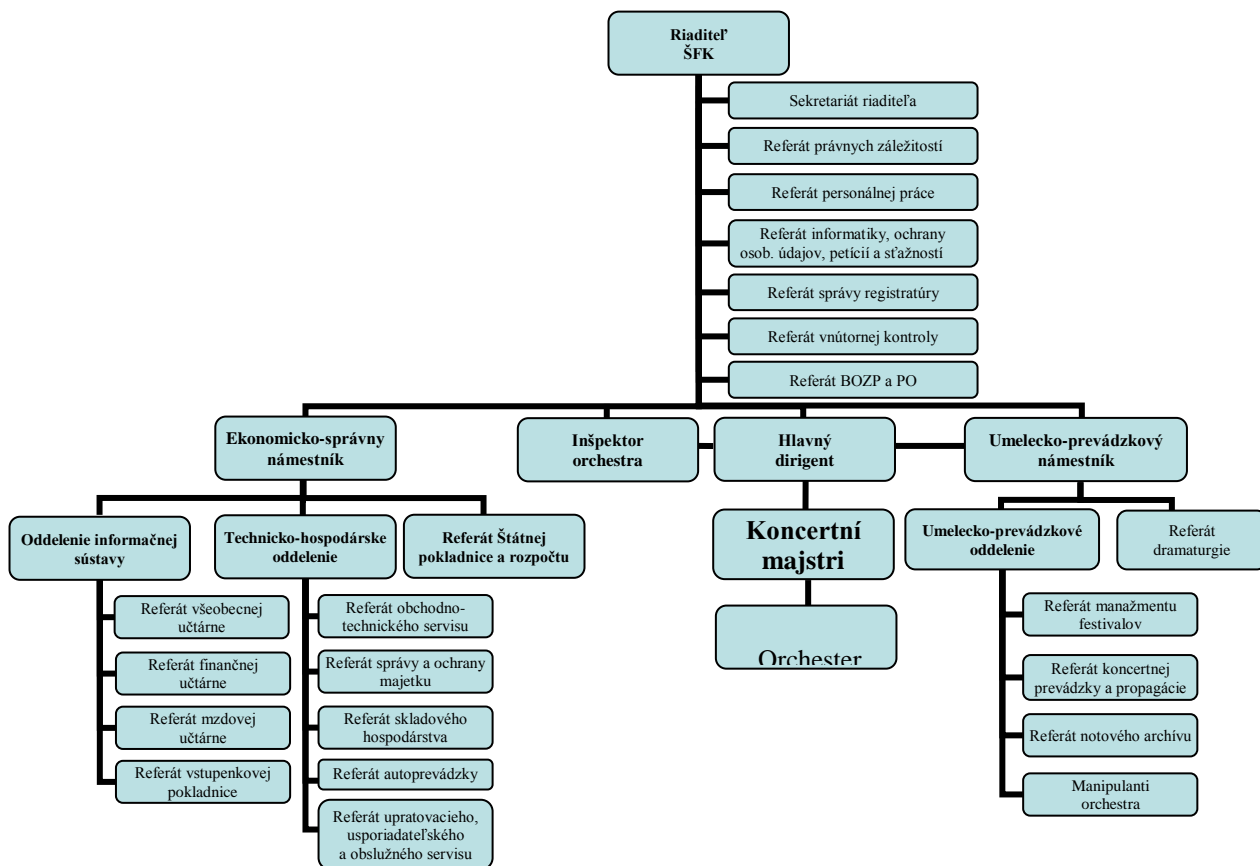 Riaditeľ
ŠFK
Sekretariát riaditeľa
Referát právnych záležitostí
Referát personálnej práce
Referát informatiky, ochrany
osob. údajov, petícií a sťažností
Referát správy registratúry
Referát vnútornej kontroly
Referát BOZP a PO
Ekonomicko-správny
námestník
Inšpektor
orchestra
Hlavný
dirigent
Umelecko-prevádzkový
námestník
Oddelenie informačnej
sústavy
Technicko-hospodárske
oddelenie
Referát Štátnej
pokladnice a rozpočtu
Koncertní
majstri
Umelecko-prevádzkové
oddelenie
Referát
dramaturgie
Referát všeobecnej
učtárne
Referát finančnej
učtárne
Referát mzdovej
učtárne
Referát vstupenkovej
pokladnice
Referát obchodno-
technického servisu
Referát správy a ochrany
majetku
Referát skladového
hospodárstva
Referát autoprevádzky
Referát upratovacieho,
usporiadateľského
a obslužného servisu
Orchester
Referát manažmentu
festivalov
Referát koncertnej
prevádzky a propagácie
Referát notového archívu
Manipulanti
orchestra